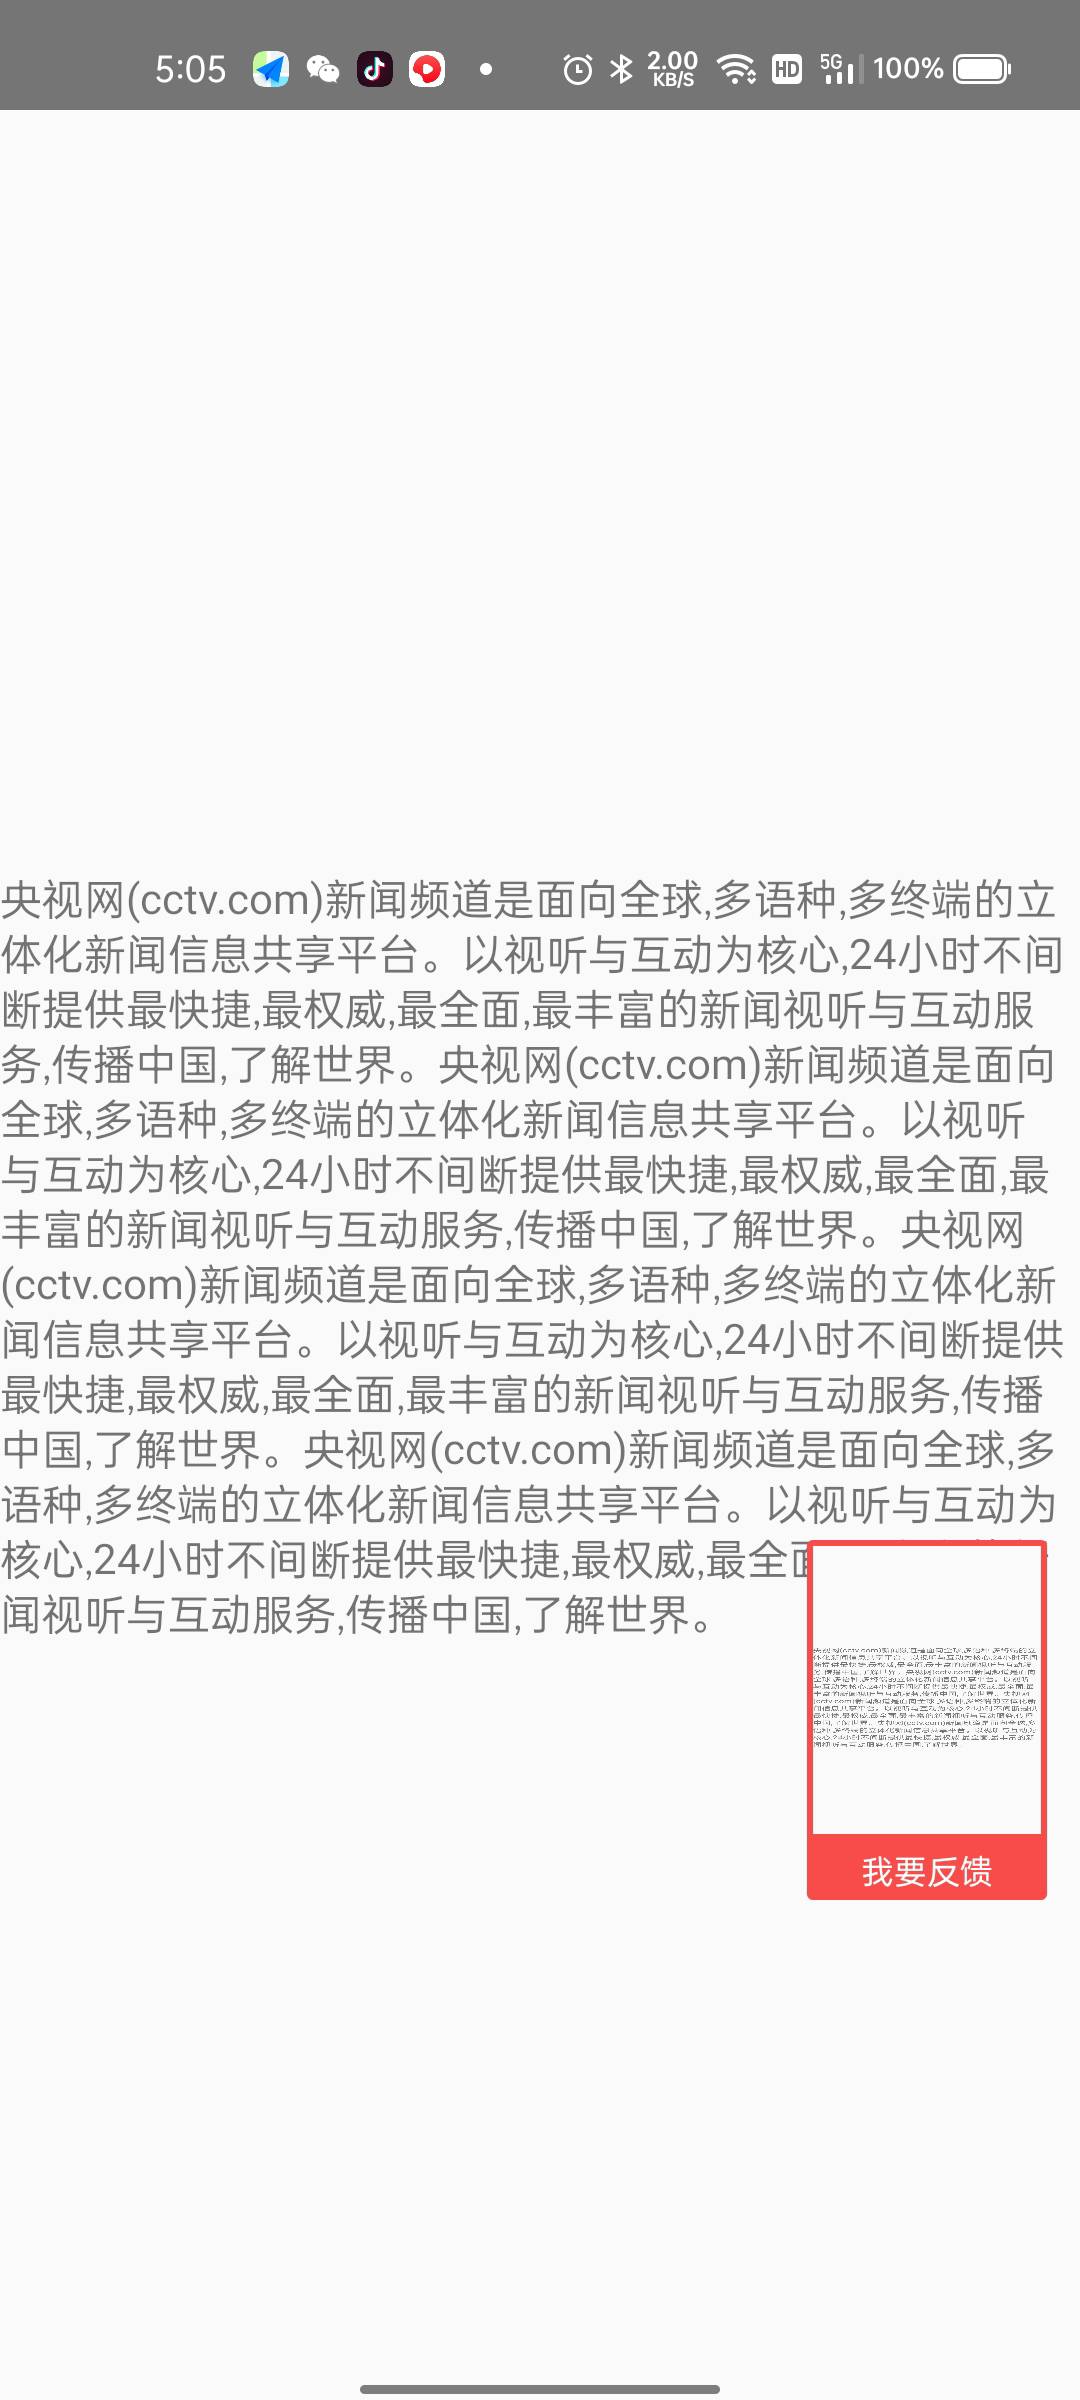 5:05
2.00
KB/S
HD
5G
100%
央视网(cctv.com)新闻频道是面向全球,多语种,多终端的立
体化新闻信息共享平台。以视听与互动为核心,24小时不间
断提供最快捷,最权威,最全面,最丰富的新闻视听与互动服
务,传播中国,了解世界。央视网(cctv.com)新闻频道是面向
全球,多语种,多终端的立体化新闻信息共享平台。以视听
与互动为核心,24小时不间断提供最快捷,最权威,最全面,最
丰富的新闻视听与互动服务,传播中国,了解世界。央视网
(cctv.com)新闻频道是面向全球,多语种,多终端的立体化新
闻信息共享平台。以视听与互动为核心,24小时不间断提供
最快捷,最权威,最全面,最丰富的新闻视听与互动服务,传播
中国,了解世界。央视网(cctv.com)新闻频道是面向全球,多
语种,多终端的立体化新闻信息共享平台。以视听与互动为
核心,24小时不间断提供最快捷,最权威,最全
闻视听与互动服务,传播中国,了解世界。
我要反馈